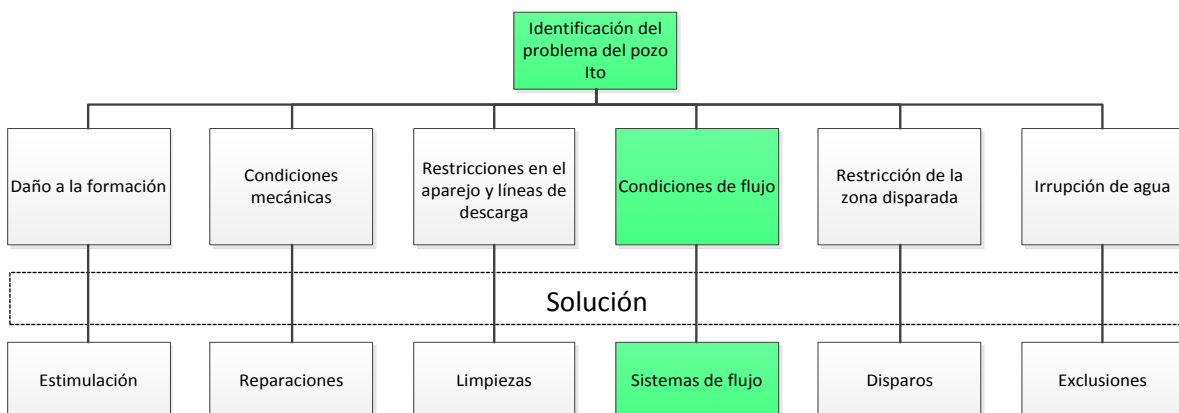 Identificación del
problema del pozo
Ito
Daño a la formación
Condiciones
mecánicas
Restricciones en el
aparejo y líneas de
descarga
Condiciones de flujo
Restricción de la
zona disparada
Irrupción de agua
Solución
Estimulación
Reparaciones
Limpiezas
Sistemas de flujo
Disparos
Exclusiones